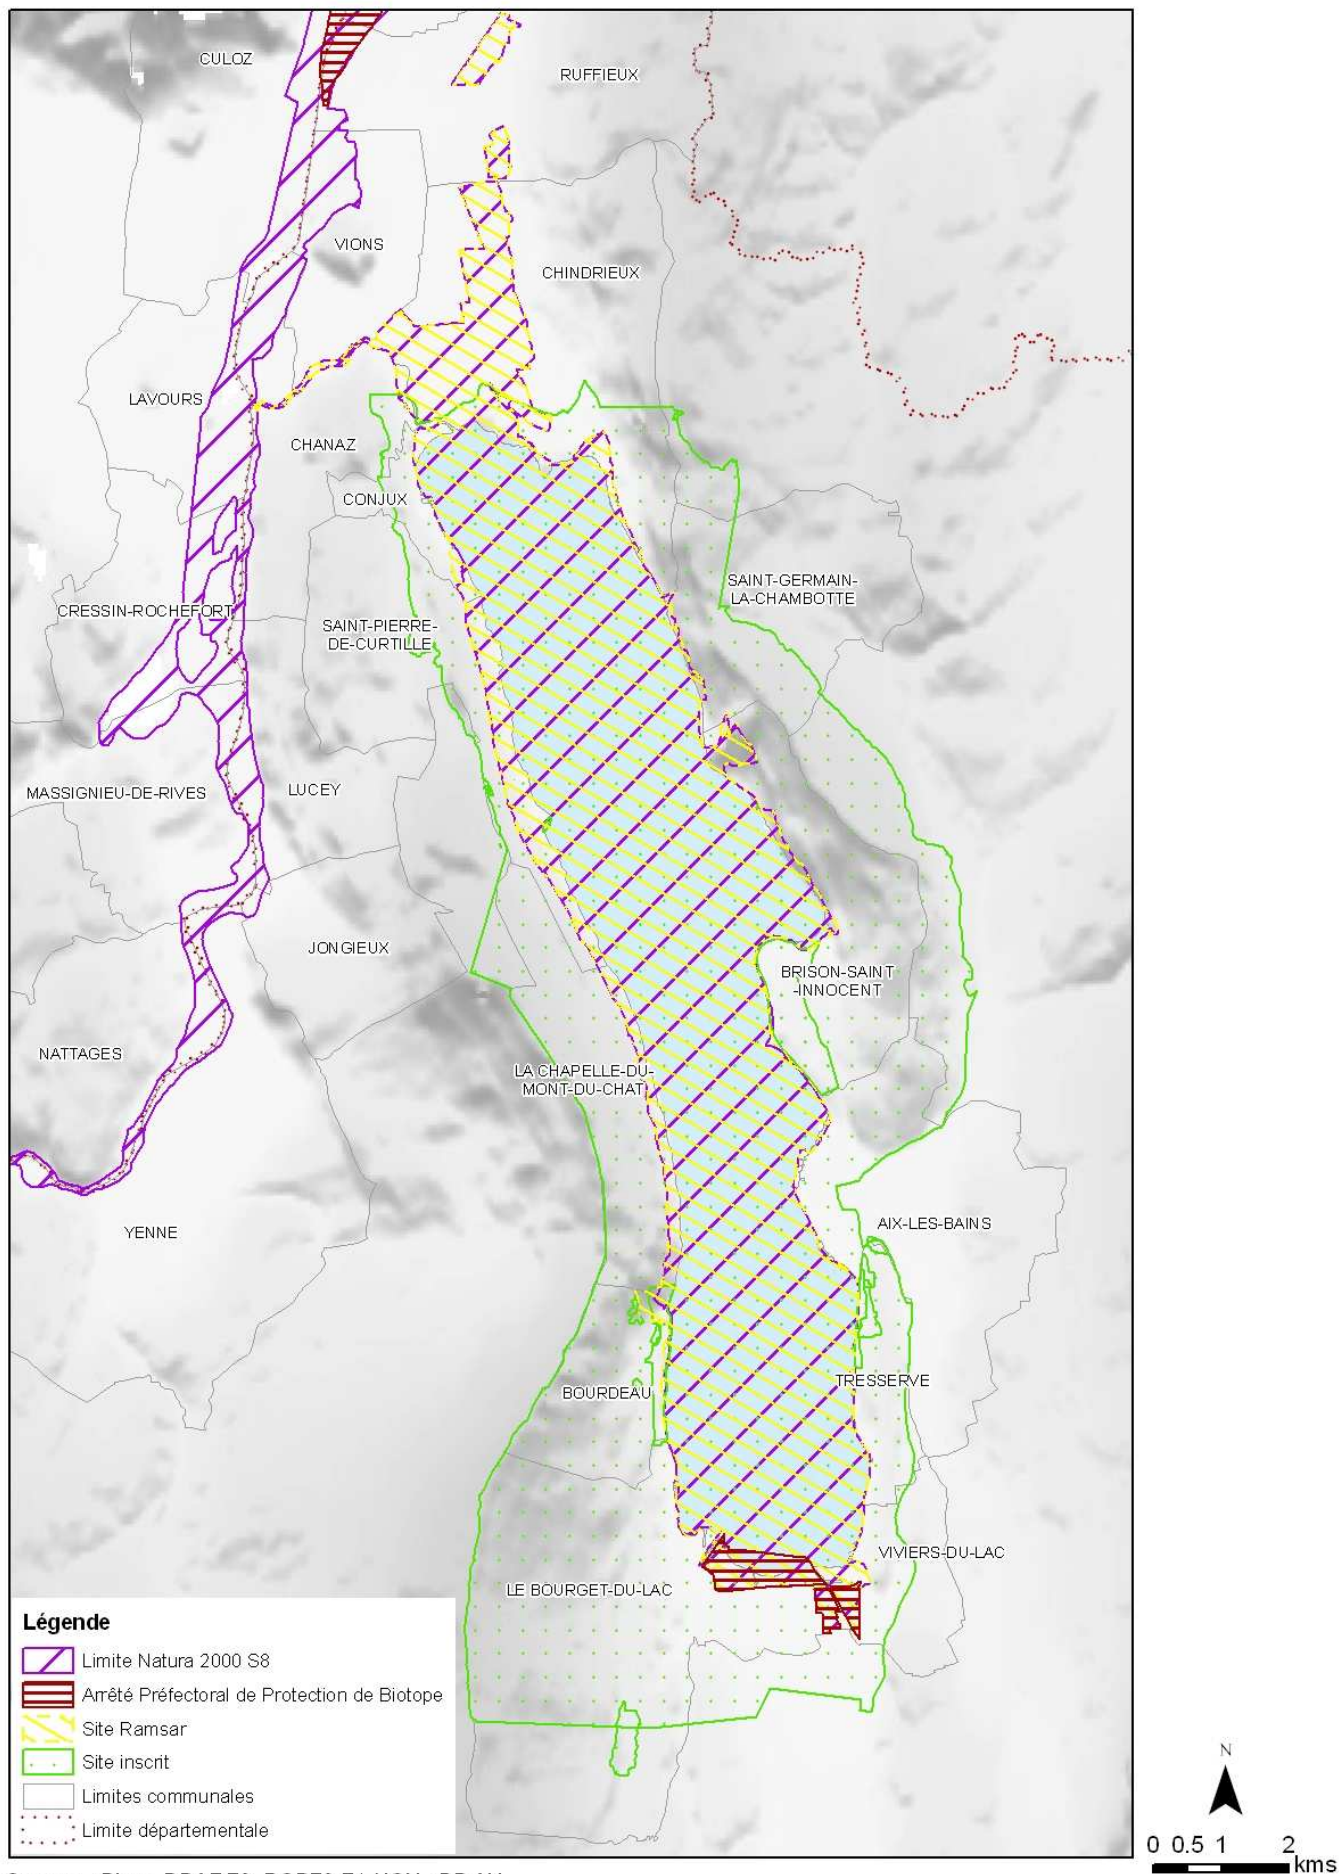 CULOZ
RUFFIEUX
VIONS
CHINDRIEUX
LAVOURS
CHANAZ
CONJUX
SAINT-GERMAIN-
LA-CHAMBOTTE
CRESSIN-ROCHEFORT
SAINT-PIERRE-
DE-CURTILLE
MASSIGNIEU-DE-RIVES
LUCEY
JONGIEUX
BRISON-SAINT
-INNOCENT
NATTAGES
LA CHAPELLE-DU-
MONT-DU-CHAT
YENNE
AIX-LES-BAINS
BOURDEAU
TRESSERVE
VIVIERS-DU-LAC
LE BOURGET-DU-LAC
Légende
Limite Natura 2000 S8
Arrêté Préfectoral de Protection de Biotope
Site Ramsar
Site inscrit
Limites communales
Limite départementale
N
0 0.5 1 2
kms